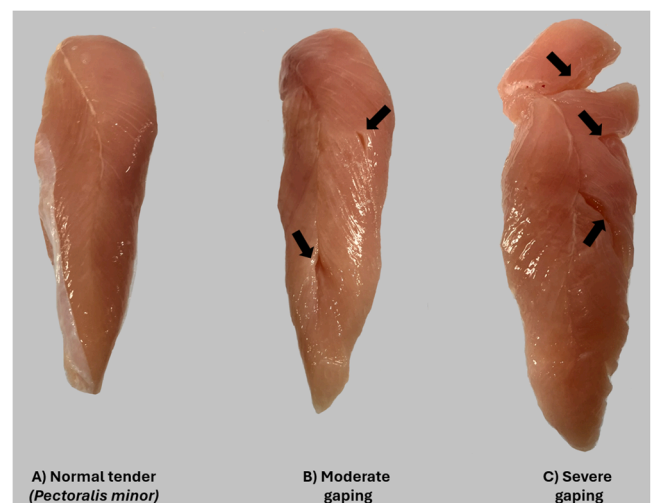 A) Normal tender
(Pectoralis minor)
B) Moderate
gaping
C) Severe
gaping